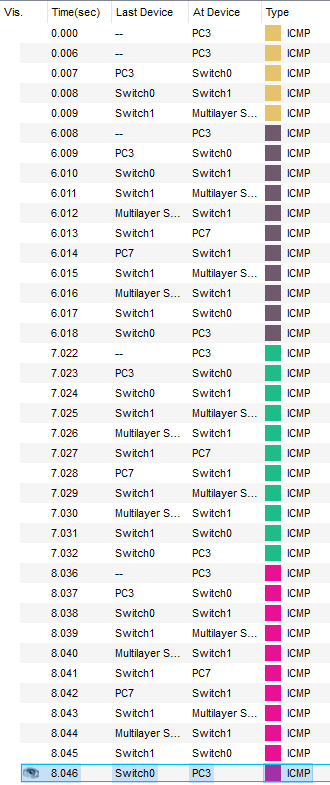 Vis. Time(sec) Last Device At Device Type
0.000 -- PC3 ICMP
0.006 -- PC3 ICMP
0.007 PC3 Switch0 ICMP
0.008 Switch0 Switch1 ICMP
0.009 Switch1 Multilayer S... ICMP
6.008 -- PC3 ICMP
6.009 PC3 Switch0 ICMP
6.010 Switch0 Switch1 ICMP
6.011 Switch1 Multilayer S... ICMP
6.012 Multilayer S... Switch1 ICMP
6.013 Switch1 PC7 ICMP
6.014 PC7 Switch1 ICMP
6.015 Switch1 Multilayer S... ICMP
6.016 Multilayer S... Switch1 ICMP
6.017 Switch1 Switch0 ICMP
6.018 Switch0 PC3 ICMP
7.022 -- PC3 ICMP
7.023 PC3 Switch0 ICMP
7.024 Switch0 Switch1 ICMP
7.025 Switch1 Multilayer S... ICMP
7.026 Multilayer S... Switch1 ICMP
7.027 Switch1 PC7 ICMP
7.028 PC7 Switch1 ICMP
7.029 Switch1 Multilayer S... ICMP
7.030 Multilayer S... Switch1 ICMP
7.031 Switch1 Switch0 ICMP
7.032 Switch0 PC3 ICMP
8.036 -- PC3 ICMP
8.037 PC3 Switch0 ICMP
8.038 Switch0 Switch1 ICMP
8.039 Switch1 Multilayer S... ICMP
8.040 Multilayer S... Switch1 ICMP
8.041 Switch1 PC7 ICMP
8.042 PC7 Switch1 ICMP
8.043 Switch1 Multilayer S... ICMP
8.044 Multilayer S... Switch1 ICMP
8.045 Switch1 Switch0 ICMP
8.046 Switch0 PC3 ICMP